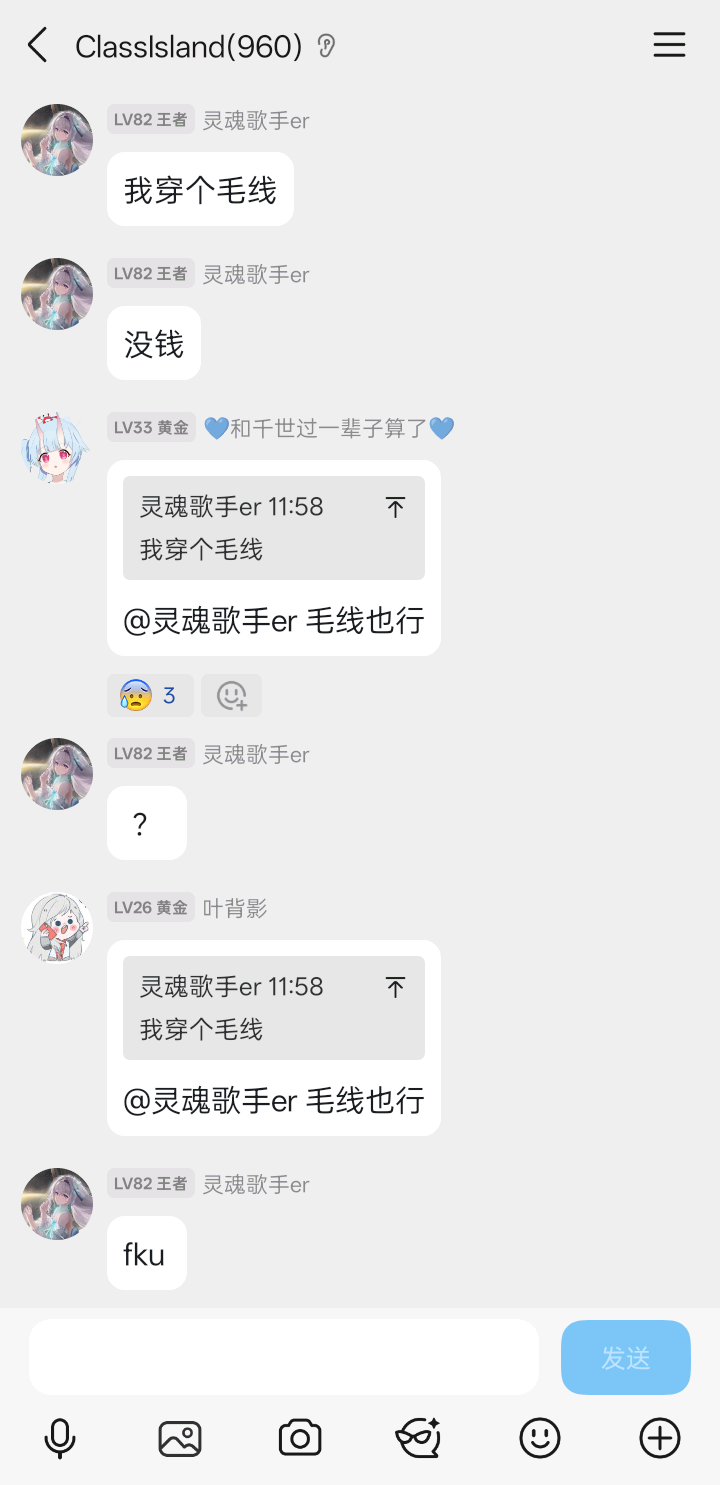 ClassIsland(960)
LV82 王者 灵魂歌手er
我穿个毛线
LV82 王者 灵魂歌手er
没钱
LV33 黄金 💙和千世过一辈子算了💙
灵魂歌手er 11:58
我穿个毛线
@灵魂歌手er 毛线也行
3
LV82 王者 灵魂歌手er
？
LV26 黄金 叶背影
灵魂歌手er 11:58
我穿个毛线
@灵魂歌手er 毛线也行
LV82 王者 灵魂歌手er
fku
发送